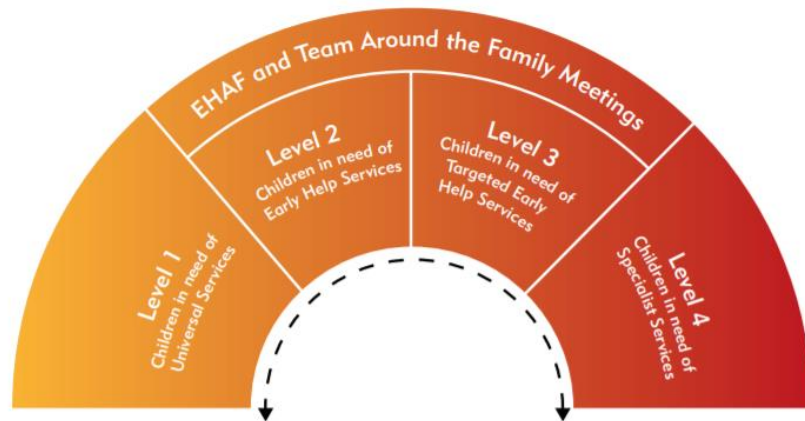 EHAF and Team Around the Family Meetings
Level 1
Children in need of
Universal Services
Level 2
Children in need of
Early Help Services
Level 3
Children in need of
Targeted Early
Help Services
Level 4
Children in need of
Specialist Services